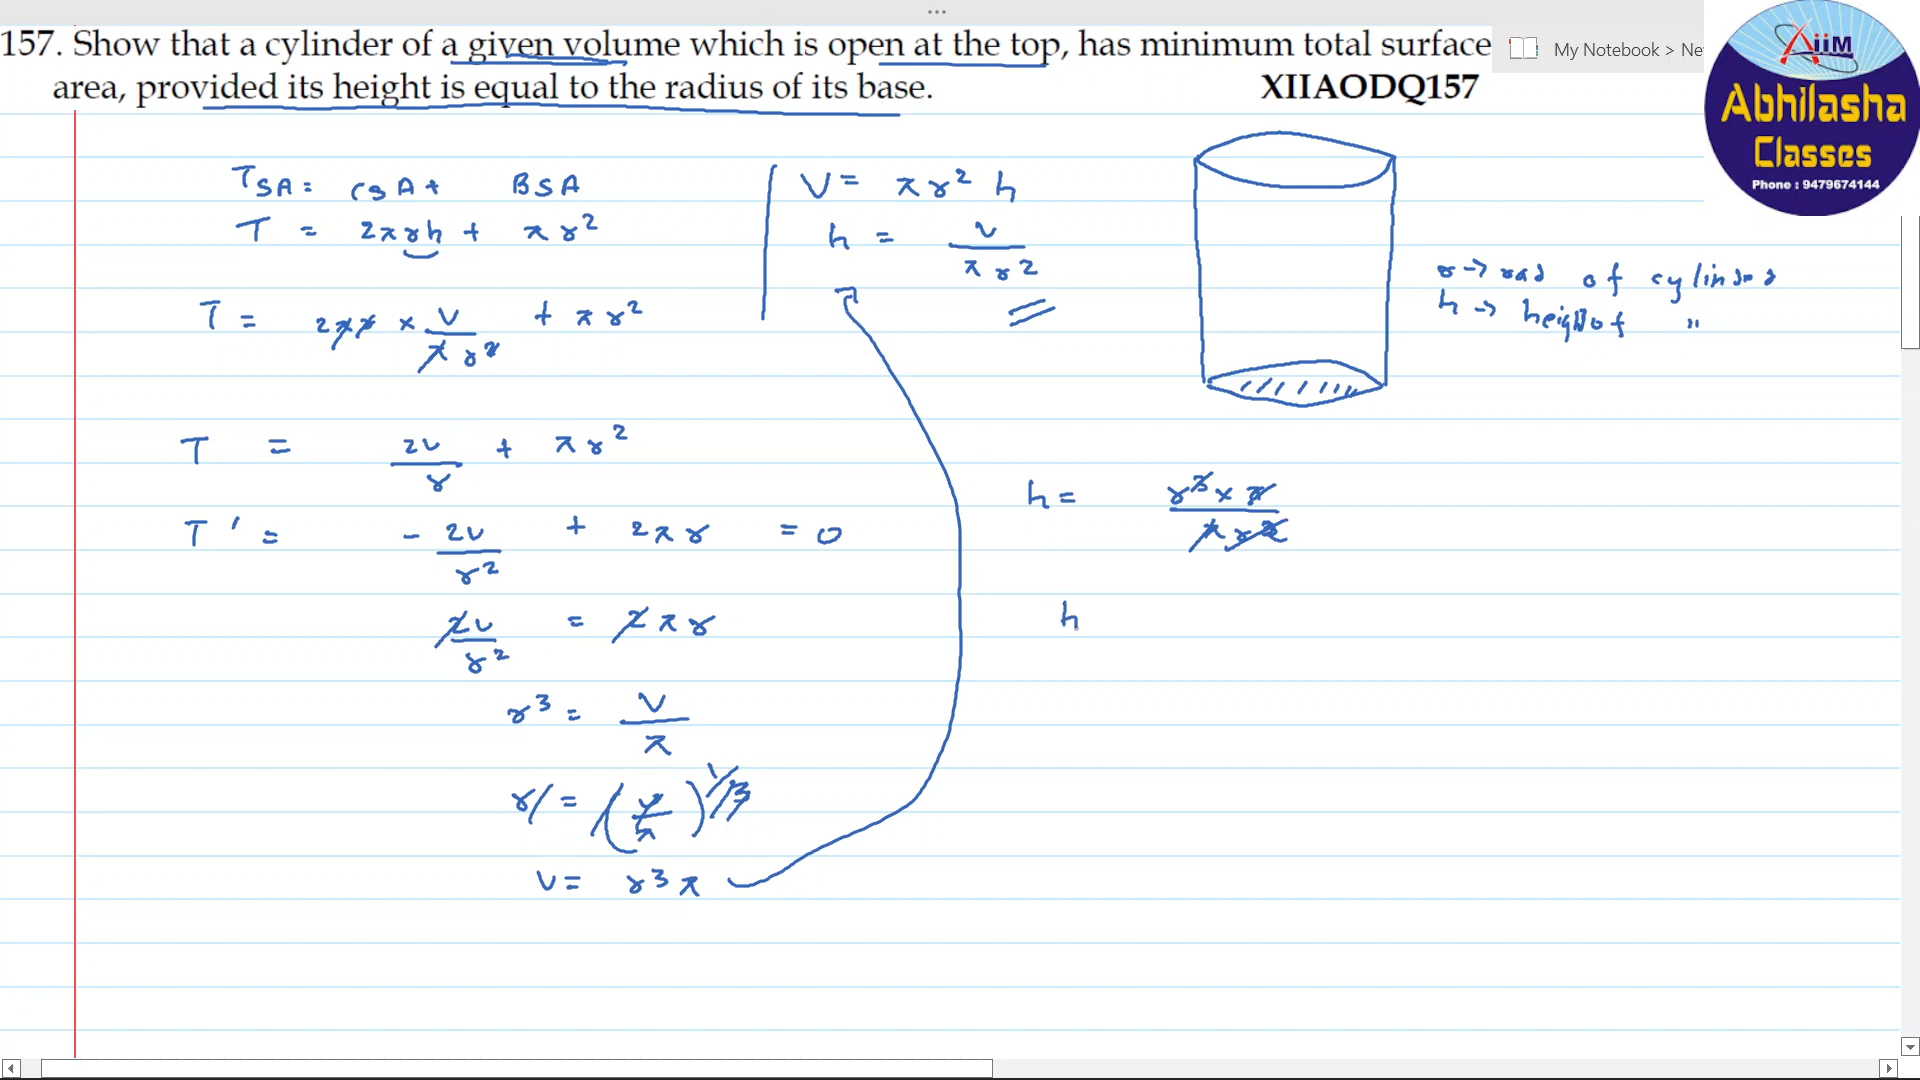 157. Show that a cylinder of a given volume which is open at the top, has minimum total surface
area, provided its height is equal to the radius of its base. XIIAODQ157
My Notebook > Ne
AiiM
Abhilasha
Classes
Phone : 9479674144
TSA = CSA + BSA
T = 2πrh + πr²
T = 2πr × V/πr² + πr²
T = 2V/r + πr²
T' = -2V/r² + 2πr = 0
2V/r² = 2πr
r³ = V/π
r = (V/π)^1/3
V = r³π
V = πr² h
h = V/πr²
r → rad of cylinder
h → height of "
h = r³ × π/πr²
h